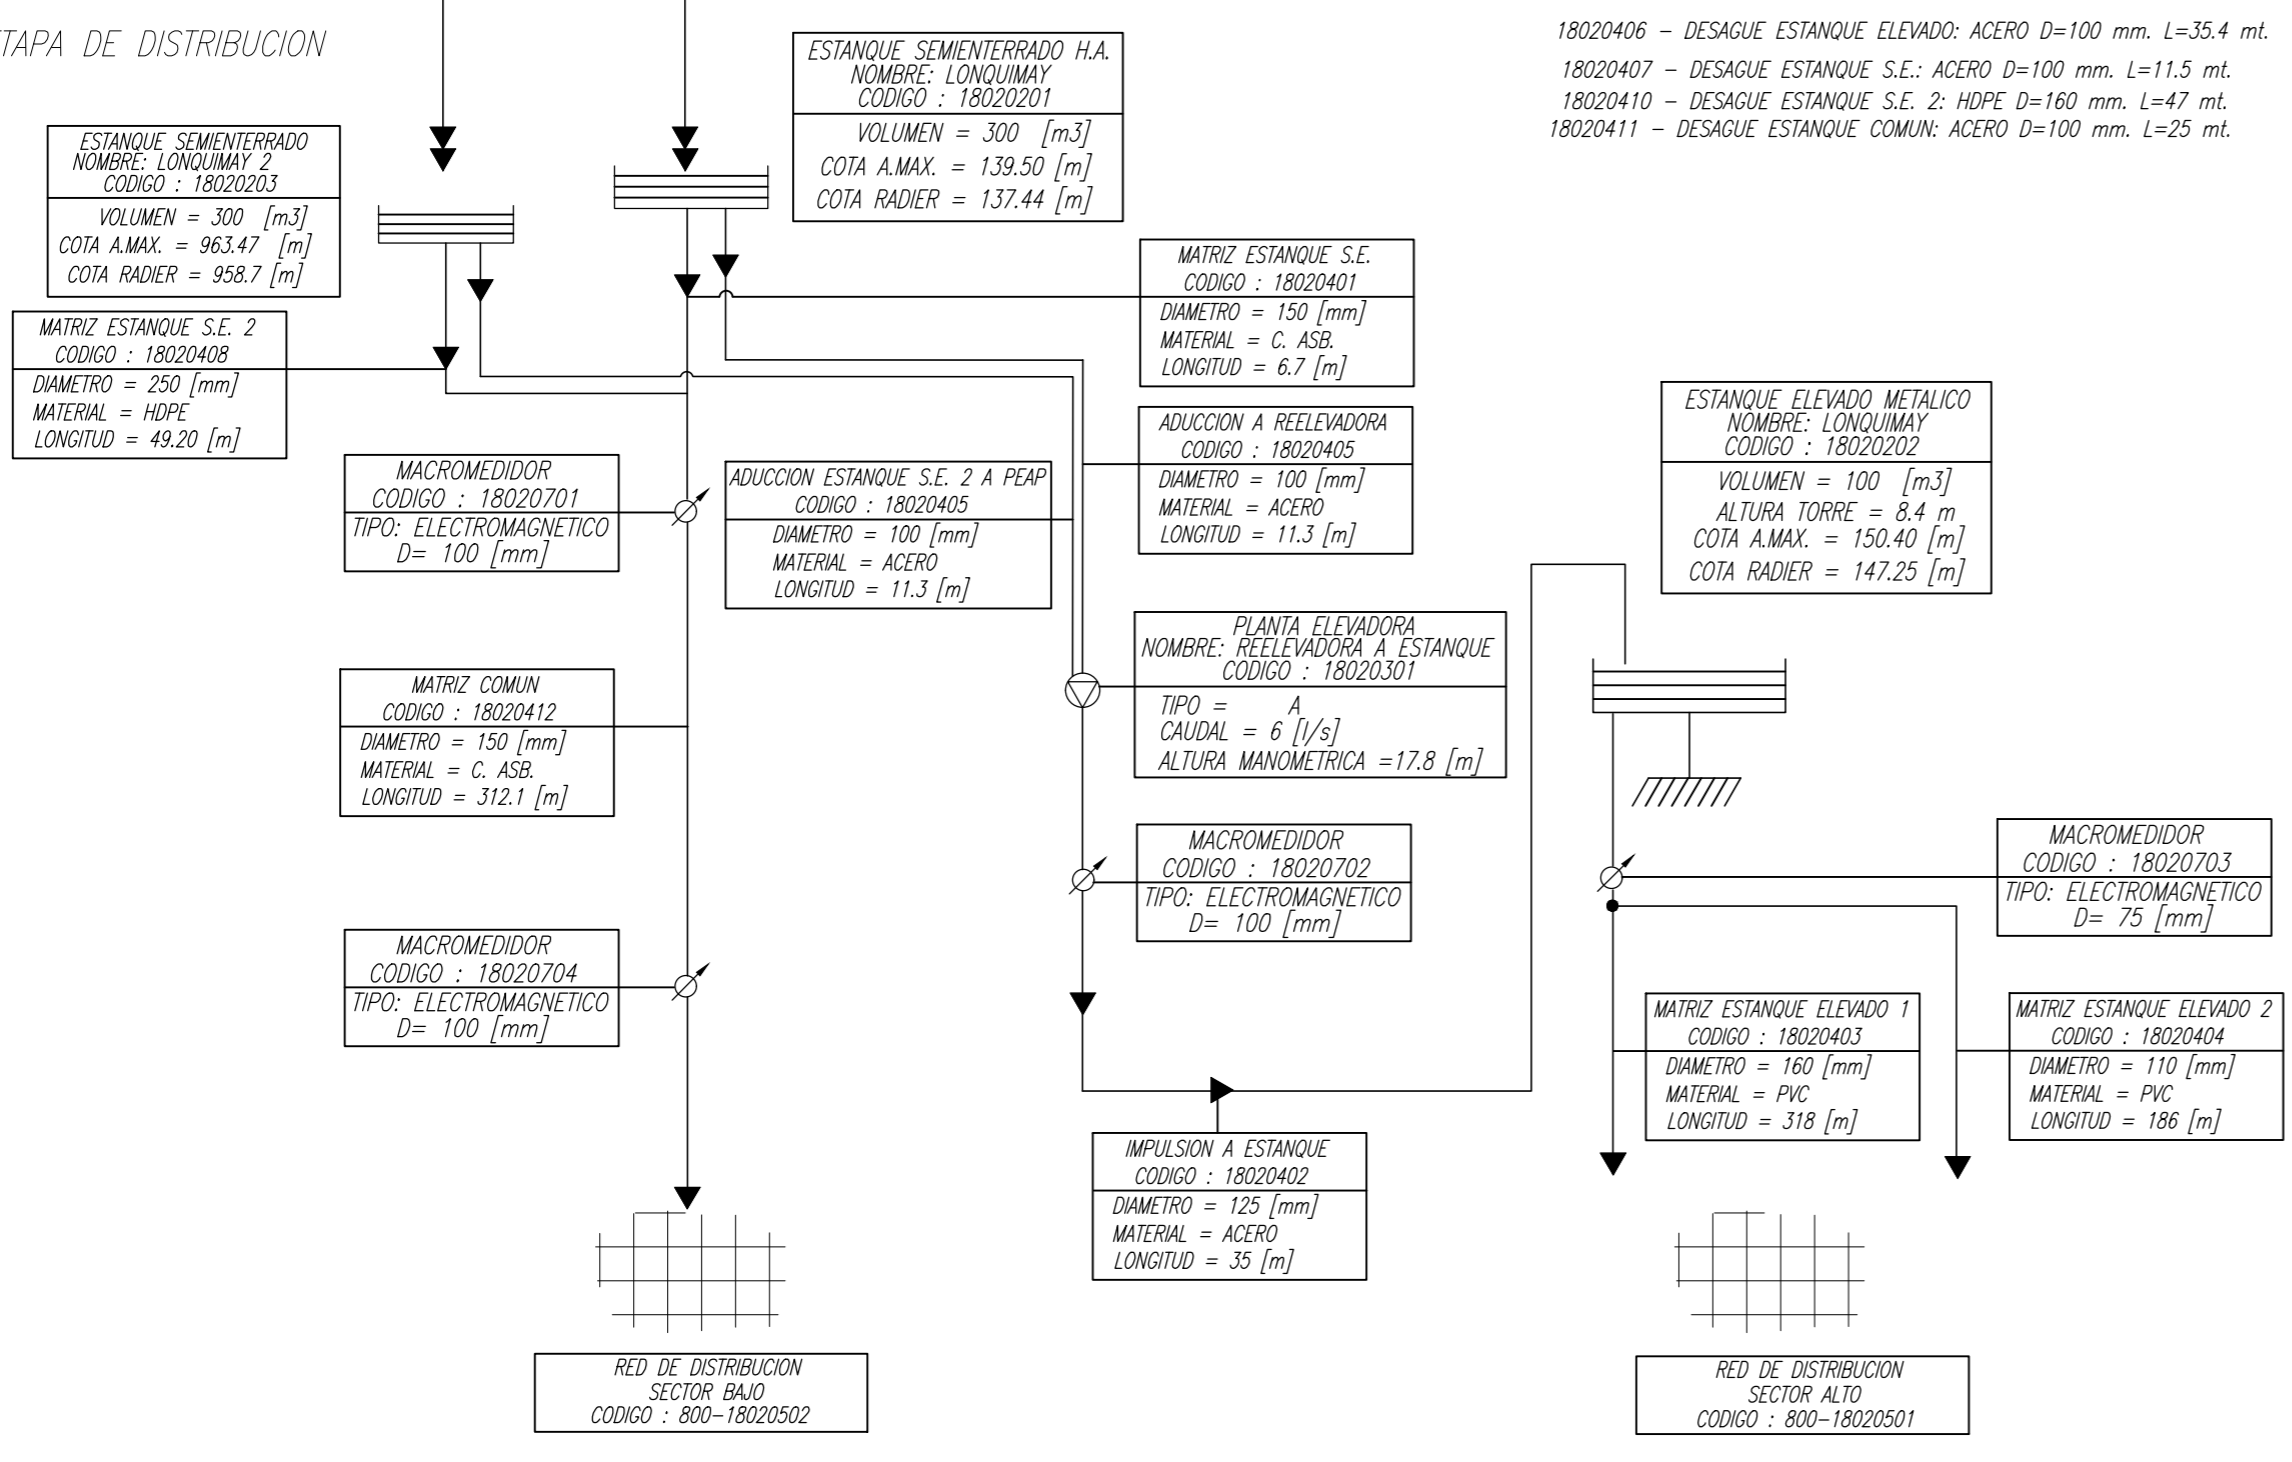 TAPA DE DISTRIBUCION
18020406 - DESAGUE ESTANQUE ELEVADO: ACERO D=100 mm. L=35.4 mt.
18020407 - DESAGUE ESTANQUE S.E.: ACERO D=100 mm. L=11.5 mt.
18020410 - DESAGUE ESTANQUE S.E. 2: HDPE D=160 mm. L=47 mt.
18020411 - DESAGUE ESTANQUE COMUN: ACERO D=100 mm. L=25 mt.
ESTANQUE SEMIENTERRADO H.A.
NOMBRE: LONQUIMAY
CODIGO : 18020201
VOLUMEN = 300 [m3]
COTA A.MAX. = 139.50 [m]
COTA RADIER = 137.44 [m]
ESTANQUE SEMIENTERRADO
NOMBRE: LONQUIMAY 2
CODIGO : 18020203
VOLUMEN = 300 [m3]
COTA A.MAX. = 963.47 [m]
COTA RADIER = 958.7 [m]
MATRIZ ESTANQUE S.E. 2
CODIGO : 18020408
DIAMETRO = 250 [mm]
MATERIAL = HDPE
LONGITUD = 49.20 [m]
MATRIZ ESTANQUE S.E.
CODIGO : 18020401
DIAMETRO = 150 [mm]
MATERIAL = C. ASB.
LONGITUD = 6.7 [m]
ADUCCION A REELEVADORA
CODIGO : 18020405
DIAMETRO = 100 [mm]
MATERIAL = ACERO
LONGITUD = 11.3 [m]
ESTANQUE ELEVADO METALICO
NOMBRE: LONQUIMAY
CODIGO : 18020202
VOLUMEN = 100 [m3]
ALTURA TORRE = 8.4 m
COTA A.MAX. = 150.40 [m]
COTA RADIER = 147.25 [m]
MACROMEDIDOR
CODIGO : 18020701
TIPO: ELECTROMAGNETICO
D= 100 [mm]
ADUCCION ESTANQUE S.E. 2 A PEAP
CODIGO : 18020405
DIAMETRO = 100 [mm]
MATERIAL = ACERO
LONGITUD = 11.3 [m]
PLANTA ELEVADORA
NOMBRE: REELEVADORA A ESTANQUE
CODIGO : 18020301
TIPO = A
CAUDAL = 6 [l/s]
ALTURA MANOMETRICA =17.8 [m]
MATRIZ COMUN
CODIGO : 18020412
DIAMETRO = 150 [mm]
MATERIAL = C. ASB.
LONGITUD = 312.1 [m]
MACROMEDIDOR
CODIGO : 18020702
TIPO: ELECTROMAGNETICO
D= 100 [mm]
MACROMEDIDOR
CODIGO : 18020703
TIPO: ELECTROMAGNETICO
D= 75 [mm]
MACROMEDIDOR
CODIGO : 18020704
TIPO: ELECTROMAGNETICO
D= 100 [mm]
MATRIZ ESTANQUE ELEVADO 1
CODIGO : 18020403
DIAMETRO = 160 [mm]
MATERIAL = PVC
LONGITUD = 318 [m]
MATRIZ ESTANQUE ELEVADO 2
CODIGO : 18020404
DIAMETRO = 110 [mm]
MATERIAL = PVC
LONGITUD = 186 [m]
IMPULSION A ESTANQUE
CODIGO : 18020402
DIAMETRO = 125 [mm]
MATERIAL = ACERO
LONGITUD = 35 [m]
RED DE DISTRIBUCION
SECTOR BAJO
CODIGO : 800-18020502
RED DE DISTRIBUCION
SECTOR ALTO
CODIGO : 800-18020501